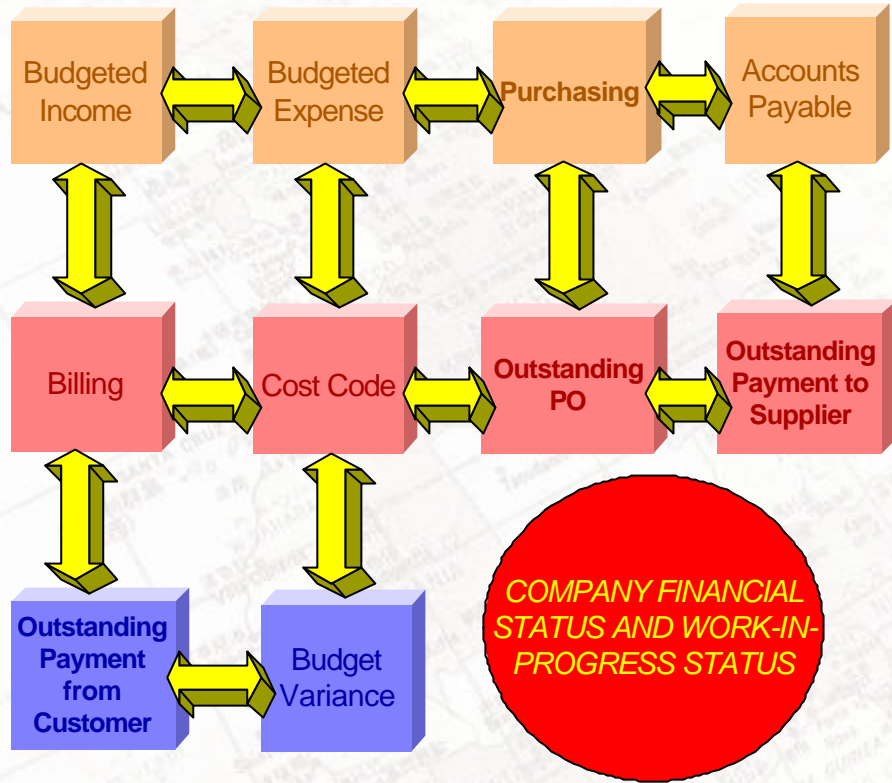 Budgeted
Income
Budgeted
Expense
Purchasing
Accounts
Payable
Billing
Cost Code
Outstanding
PO
Outstanding
Payment to
Supplier
Outstanding
Payment
from
Customer
Budget
Variance
COMPANY FINANCIAL
STATUS AND WORK-IN-
PROGRESS STATUS